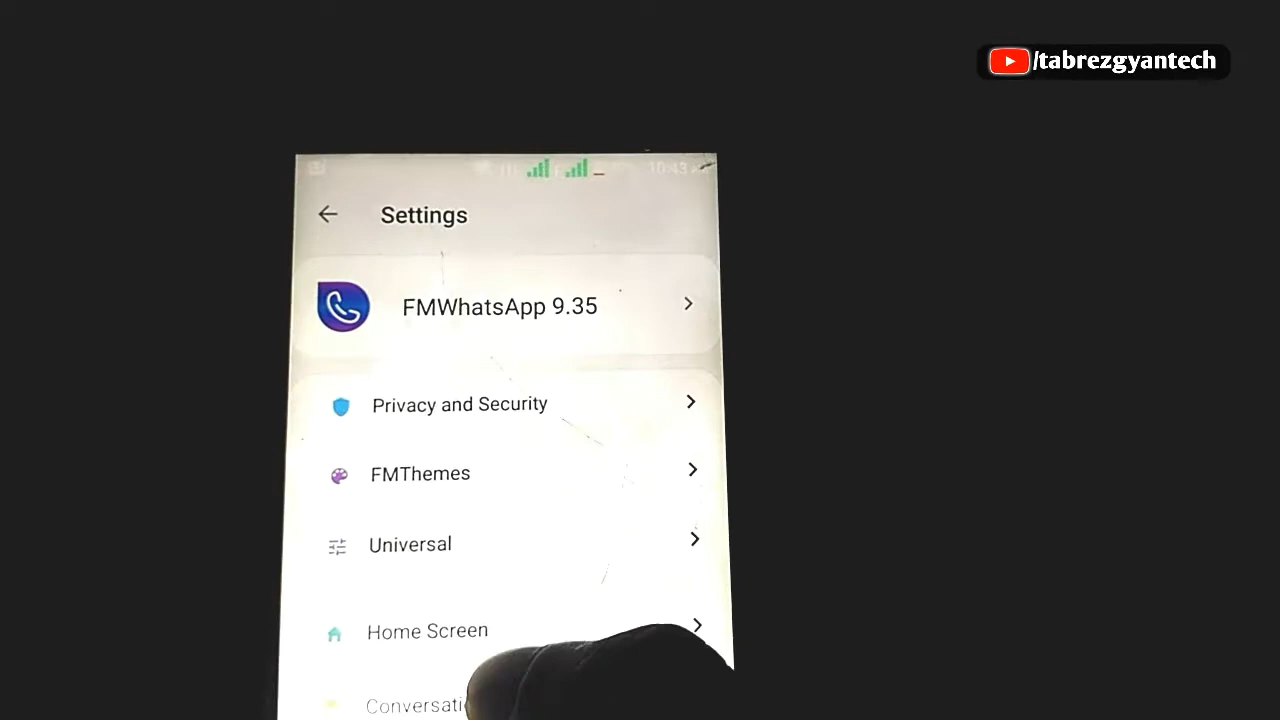 /tabrezgyantech
10:43
Settings
FMWhatsApp 9.35
Privacy and Security
FMThemes
Universal
Home Screen
Conversati